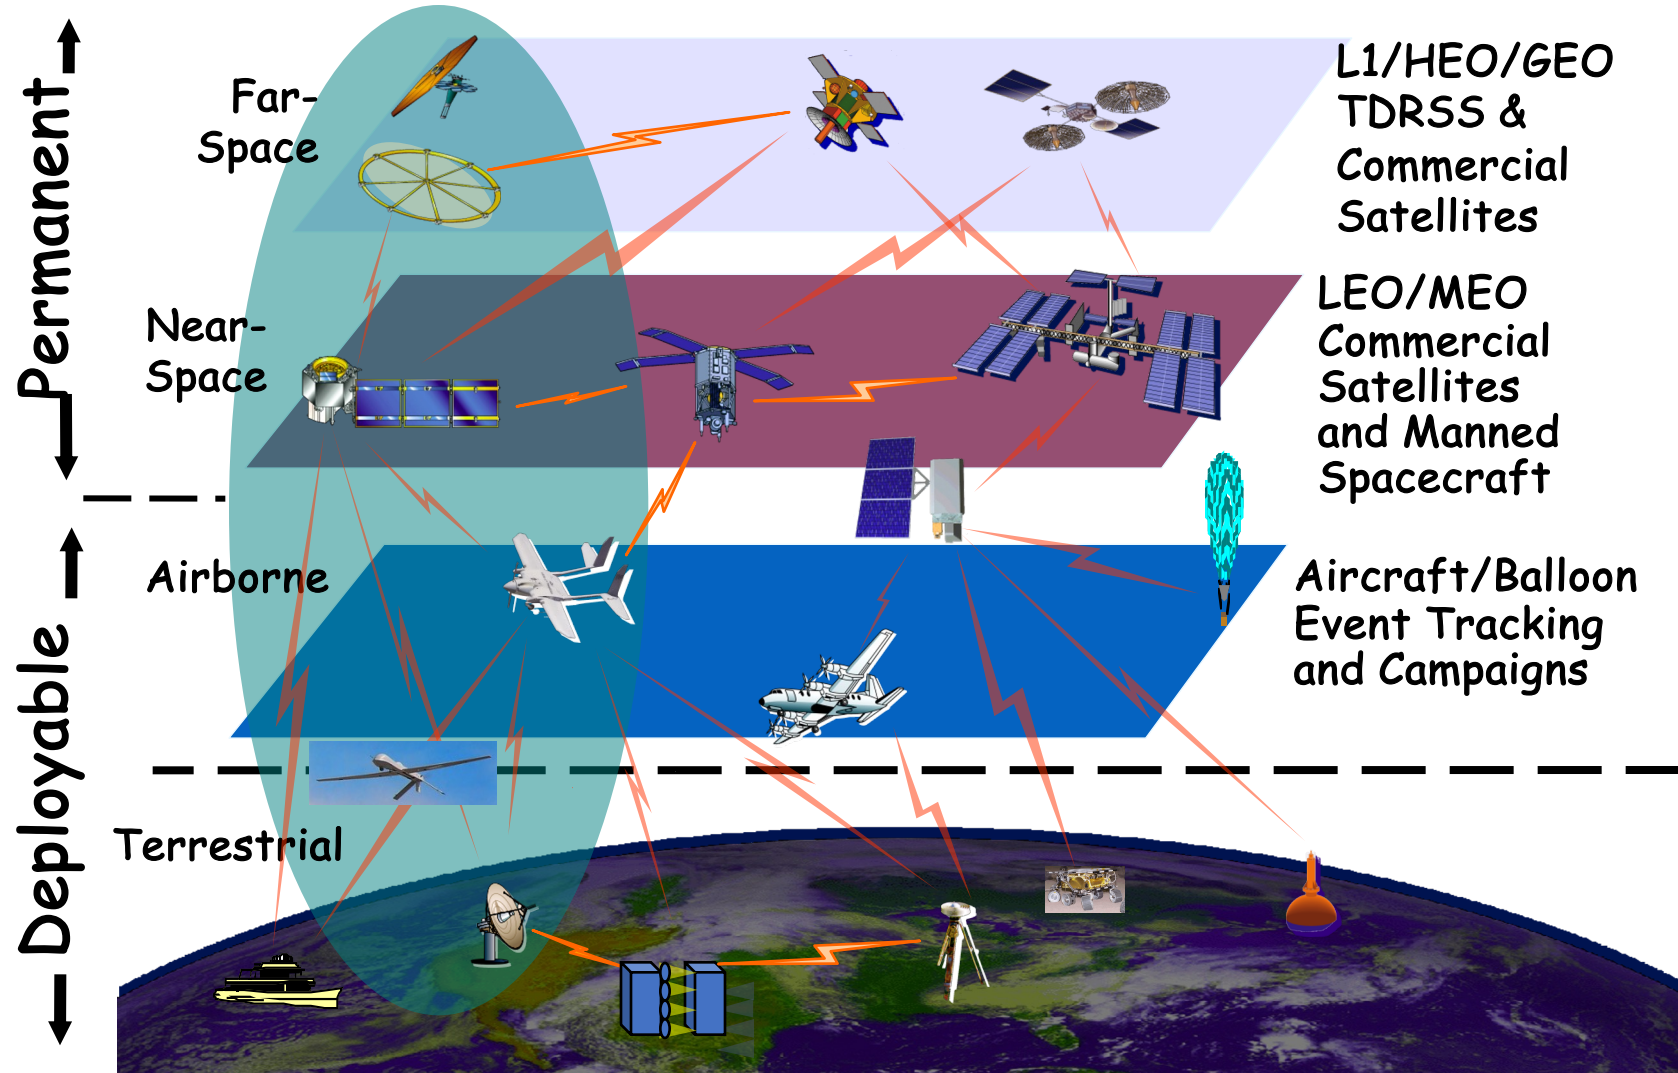 Permanent
Deployable
Far-
Space
L1/HEO/GEO
TDRSS &
Commercial
Satellites
Near-
Space
LEO/MEO
Commercial
Satellites
and Manned
Spacecraft
Airborne
Aircraft/Balloon
Event Tracking
and Campaigns
Terrestrial